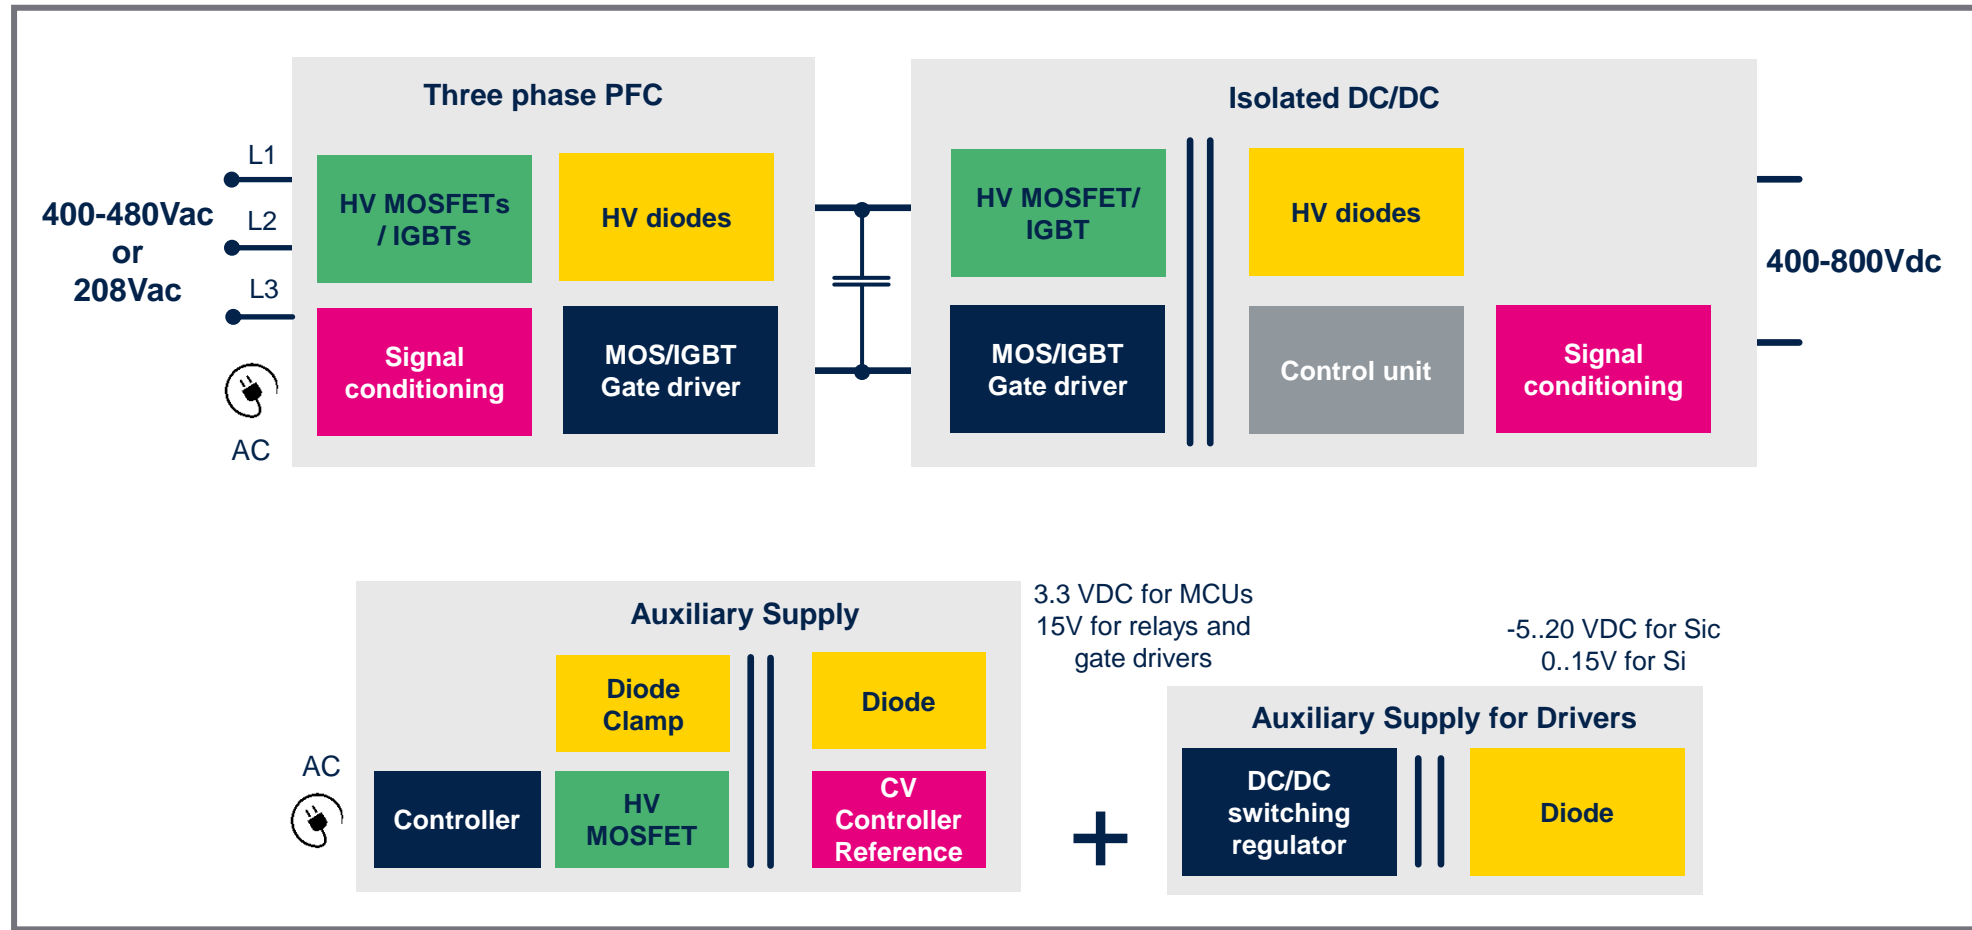 Three phase PFC
Isolated DC/DC
L1
L2
L3
400-480Vac
or
208Vac
AC
HV MOSFETs
/ IGBTs
HV diodes
Signal
conditioning
MOS/IGBT
Gate driver
HV MOSFET/
IGBT
HV diodes
MOS/IGBT
Gate driver
Control unit
Signal
conditioning
400-800Vdc
Auxiliary Supply
3.3 VDC for MCUs
15V for relays and
gate drivers
-5..20 VDC for Sic
0..15V for Si
AC
Diode
Clamp
Diode
Controller
HV
MOSFET
CV
Controller
Reference
+
Auxiliary Supply for Drivers
DC/DC
switching
regulator
Diode